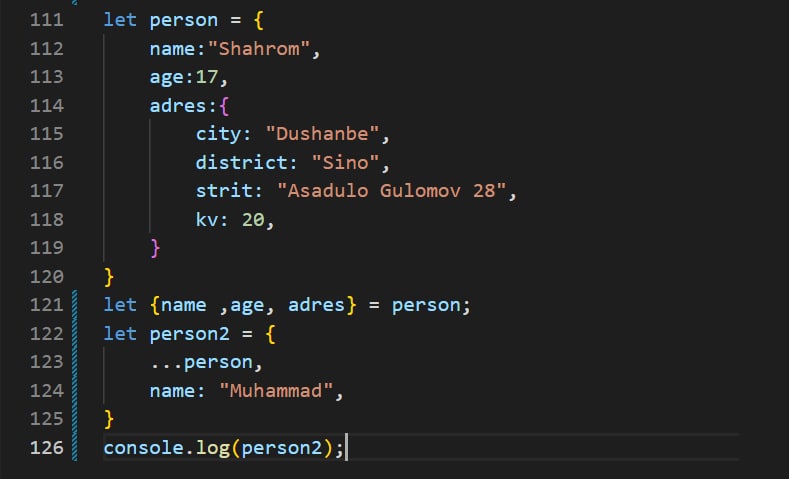 111 let person = {
112     name:"Shahrom",
113     age:17,
114     adres:{
115         city: "Dushanbe",
116         district: "Sino",
117         strit: "Asadulo Gulomov 28",
118         kv: 20,
119     }
120 }
121 let {name ,age, adres} = person;
122 let person2 = {
123     ...person,
124     name: "Muhammad",
125 }
126 console.log(person2);